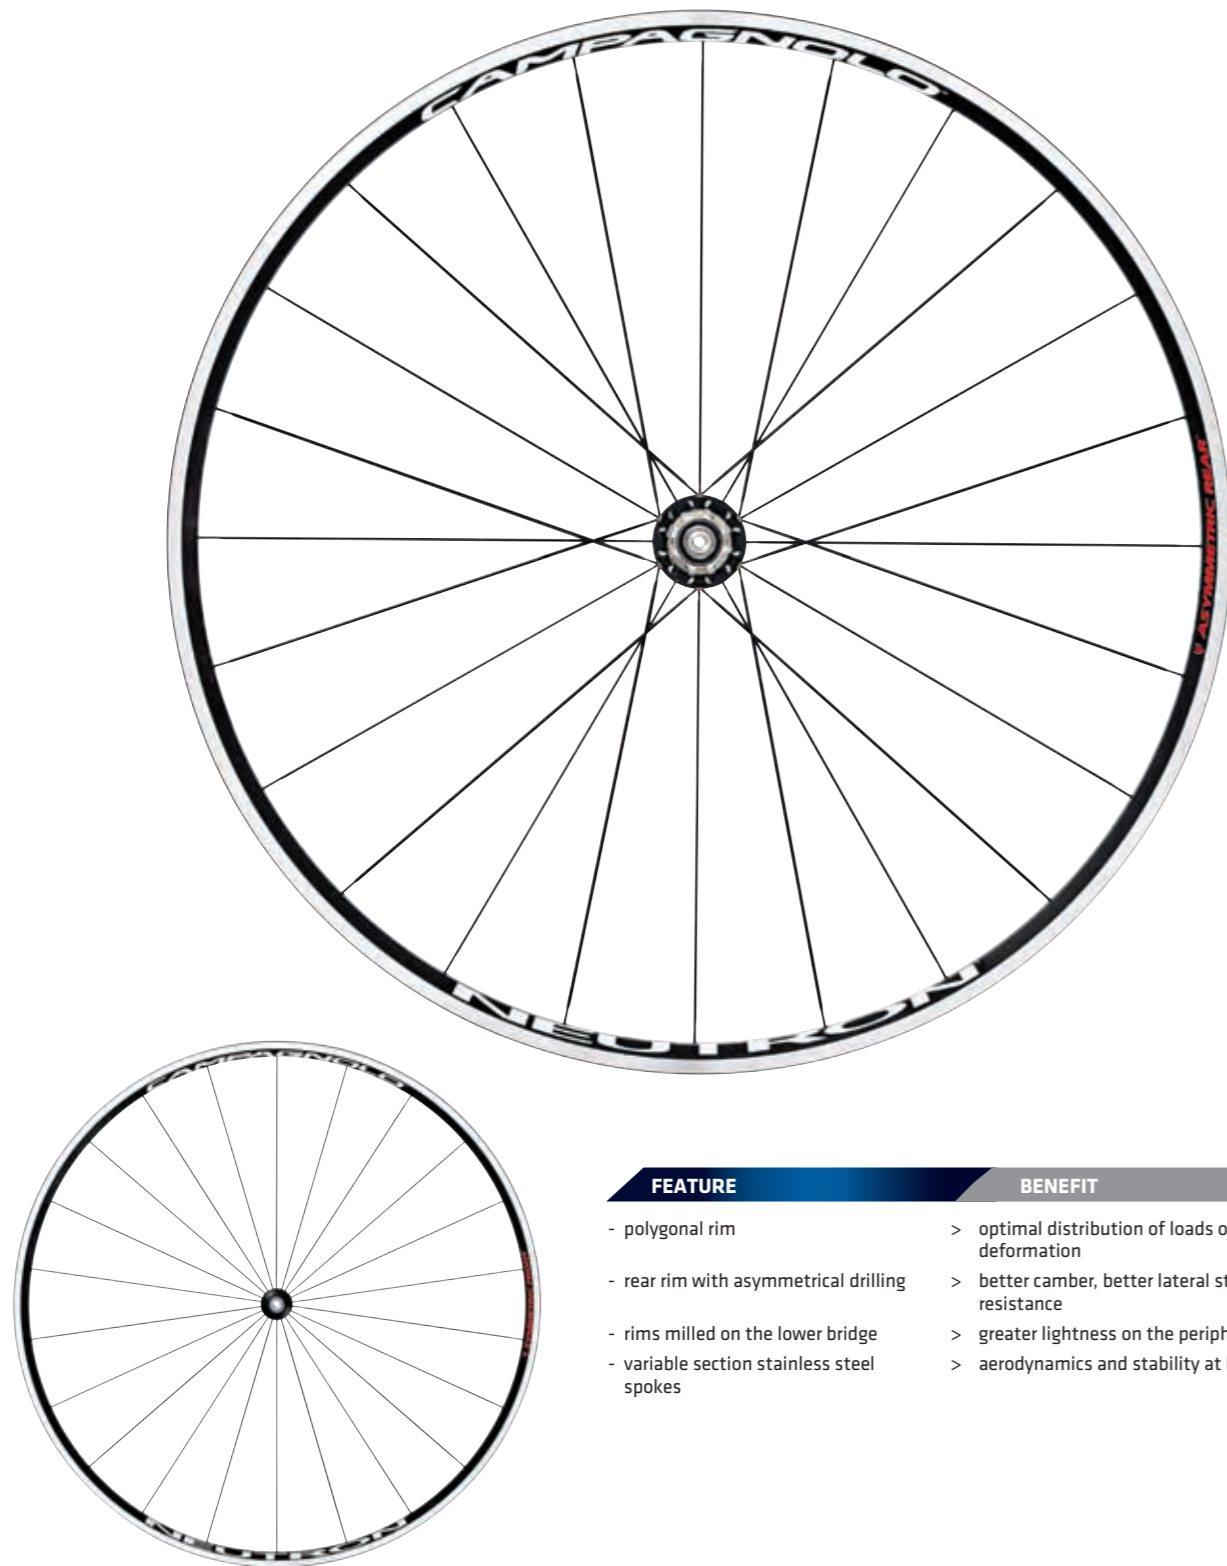 CAMPAGNOLO
ASYMMETRIC REAR
NEUTRON
CAMPAGNOLO
NEUTRON
FEATURE BENEFIT
- polygonal rim > optimal distribution of loads
deformation
- rear rim with asymmetrical drilling > better camber, better lateral
resistance
- rims milled on the lower bridge > greater lightness on the
- variable section stainless steel > aerodynamics and stability at
spokes